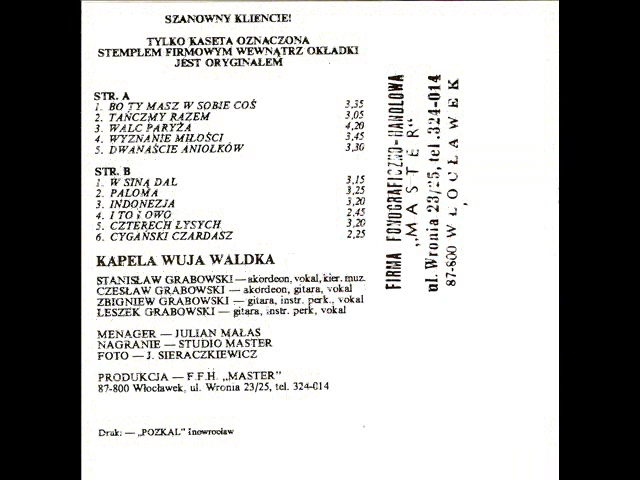 SZANOWNY KLIENCIE!
TYLKO KASETA OZNACZONA
STEMPLEM FIRMOWYM WEWNĄTRZ OKŁADKI
JEST ORYGINAŁEM
STR. A
1. BO TY MASZ W SOBIE COŚ 3,35
2. TAŃCZMY RAZEM 3,05
3. WALC PARYŻA 4,20
4. WYZNANIE MIŁOŚCI 3,45
5. DWANAŚCIE ANIOŁKÓW 3,30
STR. B
1. W SINĄ DAL 3,15
2. PALOMA 3,25
3. INDONEZJA 3,20
4. I TO i OWO 2,45
5. CZTERECH ŁYSYCH 3,20
6. CYGAŃSKI CZARDASZ 2,25
KAPELA WUJA WALDKA
STANISŁAW GRABOWSKI — akordeon, vokal, kier. muz.
CZESŁAW GRABOWSKI — akordeon, gitara, vokal
ZBIGNIEW GRABOWSKI — gitara, instr. perk., vokal
LESZEK GRABOWSKI — gitara, instr. perk, vokal
MENAGER — JULIAN MAŁAS
NAGRANIE — STUDIO MASTER
FOTO — J. SIERACZKIEWICZ
PRODUKCJA — F.F.H. „MASTER"
87-800 Włocławek, ul. Wronia 23/25, tel. 324-014
Druk: — „POZKAL" Inowrocław
FIRMA FONOGRAFICZNO-HANDLOWA
„MASTER"
ul. Wronia 23/25, tel. 324-014
87-800 WŁOCŁAWEK